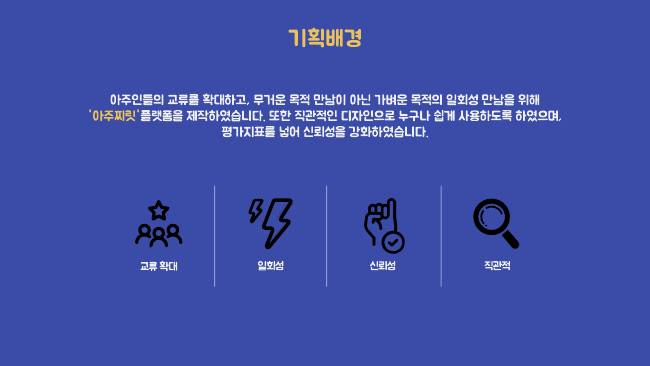 기획배경
아주인들의 교류를 확대하고, 무거운 목적 만남이 아닌 가벼운 목적의 일회성 만남을 위해
'아주찌릿'플랫폼을 제작하였습니다. 또한 직관적인 디자인으로 누구나 쉽게 사용하도록 하였으며,
평가지표를 넣어 신뢰성을 강화하였습니다.
교류 확대
일회성
신뢰성
직관적